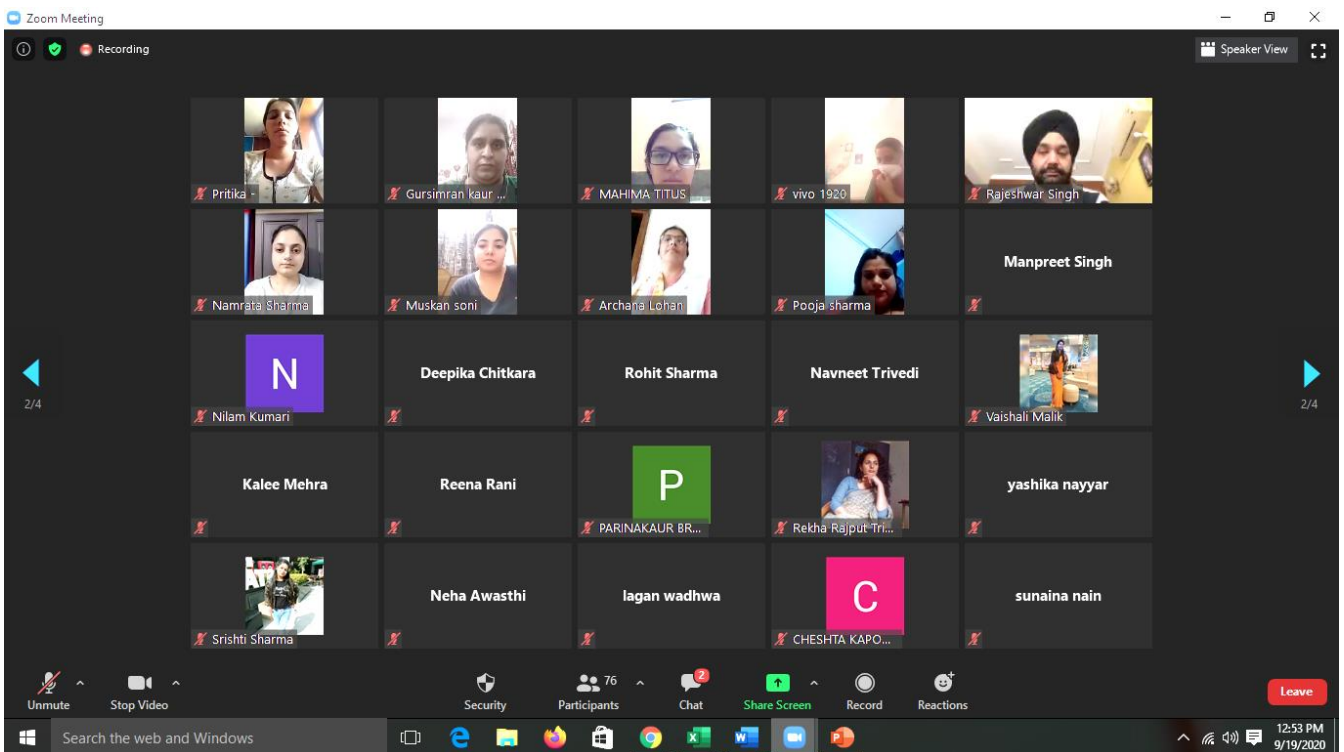 Zoom Meeting
Recording
Speaker View
Pritika -
Gursimran kaur ...
MAHIMA TITUS
vivo 1920
Rajeshwar Singh
Namrata Sharma
Muskan soni
Archana Lohan
Pooja sharma
Manpreet Singh
N
Nilam Kumari
Deepika Chitkara
Rohit Sharma
Navneet Trivedi
Vaishali Malik
2/4
2/4
Kalee Mehra
Reena Rani
P
PARINAKAUR BR...
Rekha Rajput Tri...
yashika nayyar
Srishti Sharma
Neha Awasthi
lagan wadhwa
C
CHESHTA KAPO...
sunaina nain
Unmute
Stop Video
Security
76
Participants
2
Chat
Share Screen
Record
Reactions
Leave
Search the web and Windows
12:53 PM
9/19/2020